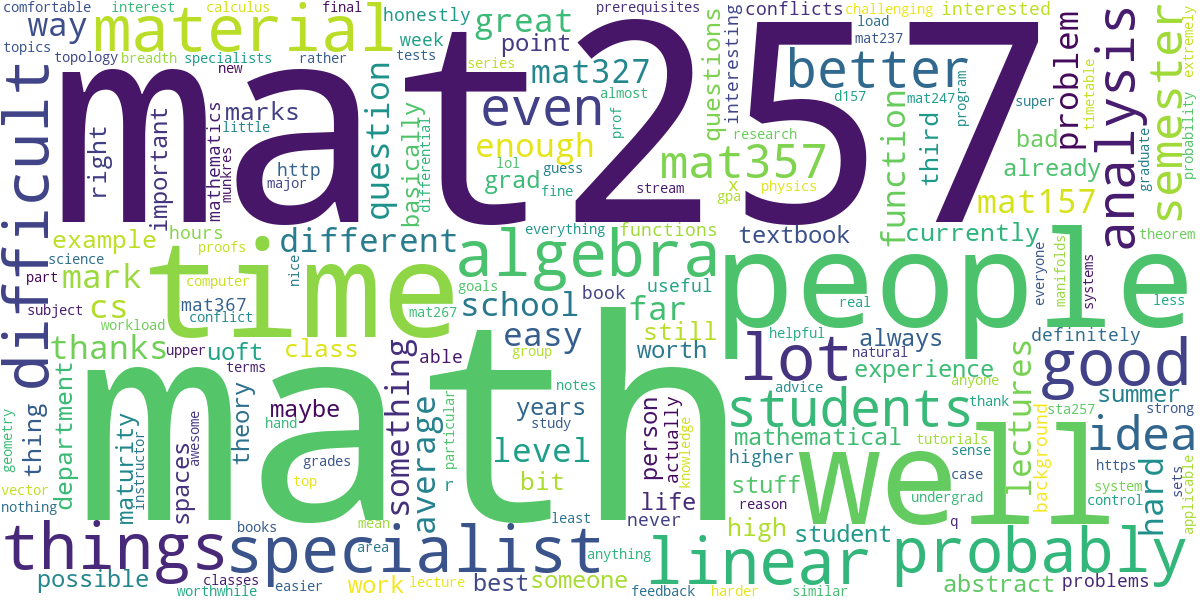 comfortable interest calculus final prerequisites conflicts challenging interested
way material honestly great questions interesting load
topics week point mat237
topology breadth specialists new rather tests series mat327 better problem analysis semester
difficult mat257
marks question even almost prof d157 mat247 program super timetable
right important mathematics munkres little basically differential enough research function third bad probability extremely
http lol guess mat357 already graduate
major grad fine stream x physics mat157
gpa theorem
hours everything functions textbook currently
example proofs different algebra people
science nice time goals useful real everyone manifolds systems less
part mark computer
subject cs mat367 mat267 school book far
workload conflict easy still helpful always definitely
thanks upper uoft class able group worth lot natural good
department terms something math experience anyone summer
geometry thing maturity instructor theory maybe particular notes advice students thank sta257 strong
hand years person actually knowledge lectures idea
spaces awesome average study mathematical tutorials background
grades level higher sense https
vector top r bit stuff case system sets hard applicable
nothing life reason well undergrad control
books mean least never high student q
things specialist area anything linear probably
possible classes work lecture best someone abstract problems
worthwhile easier feedback harder similar